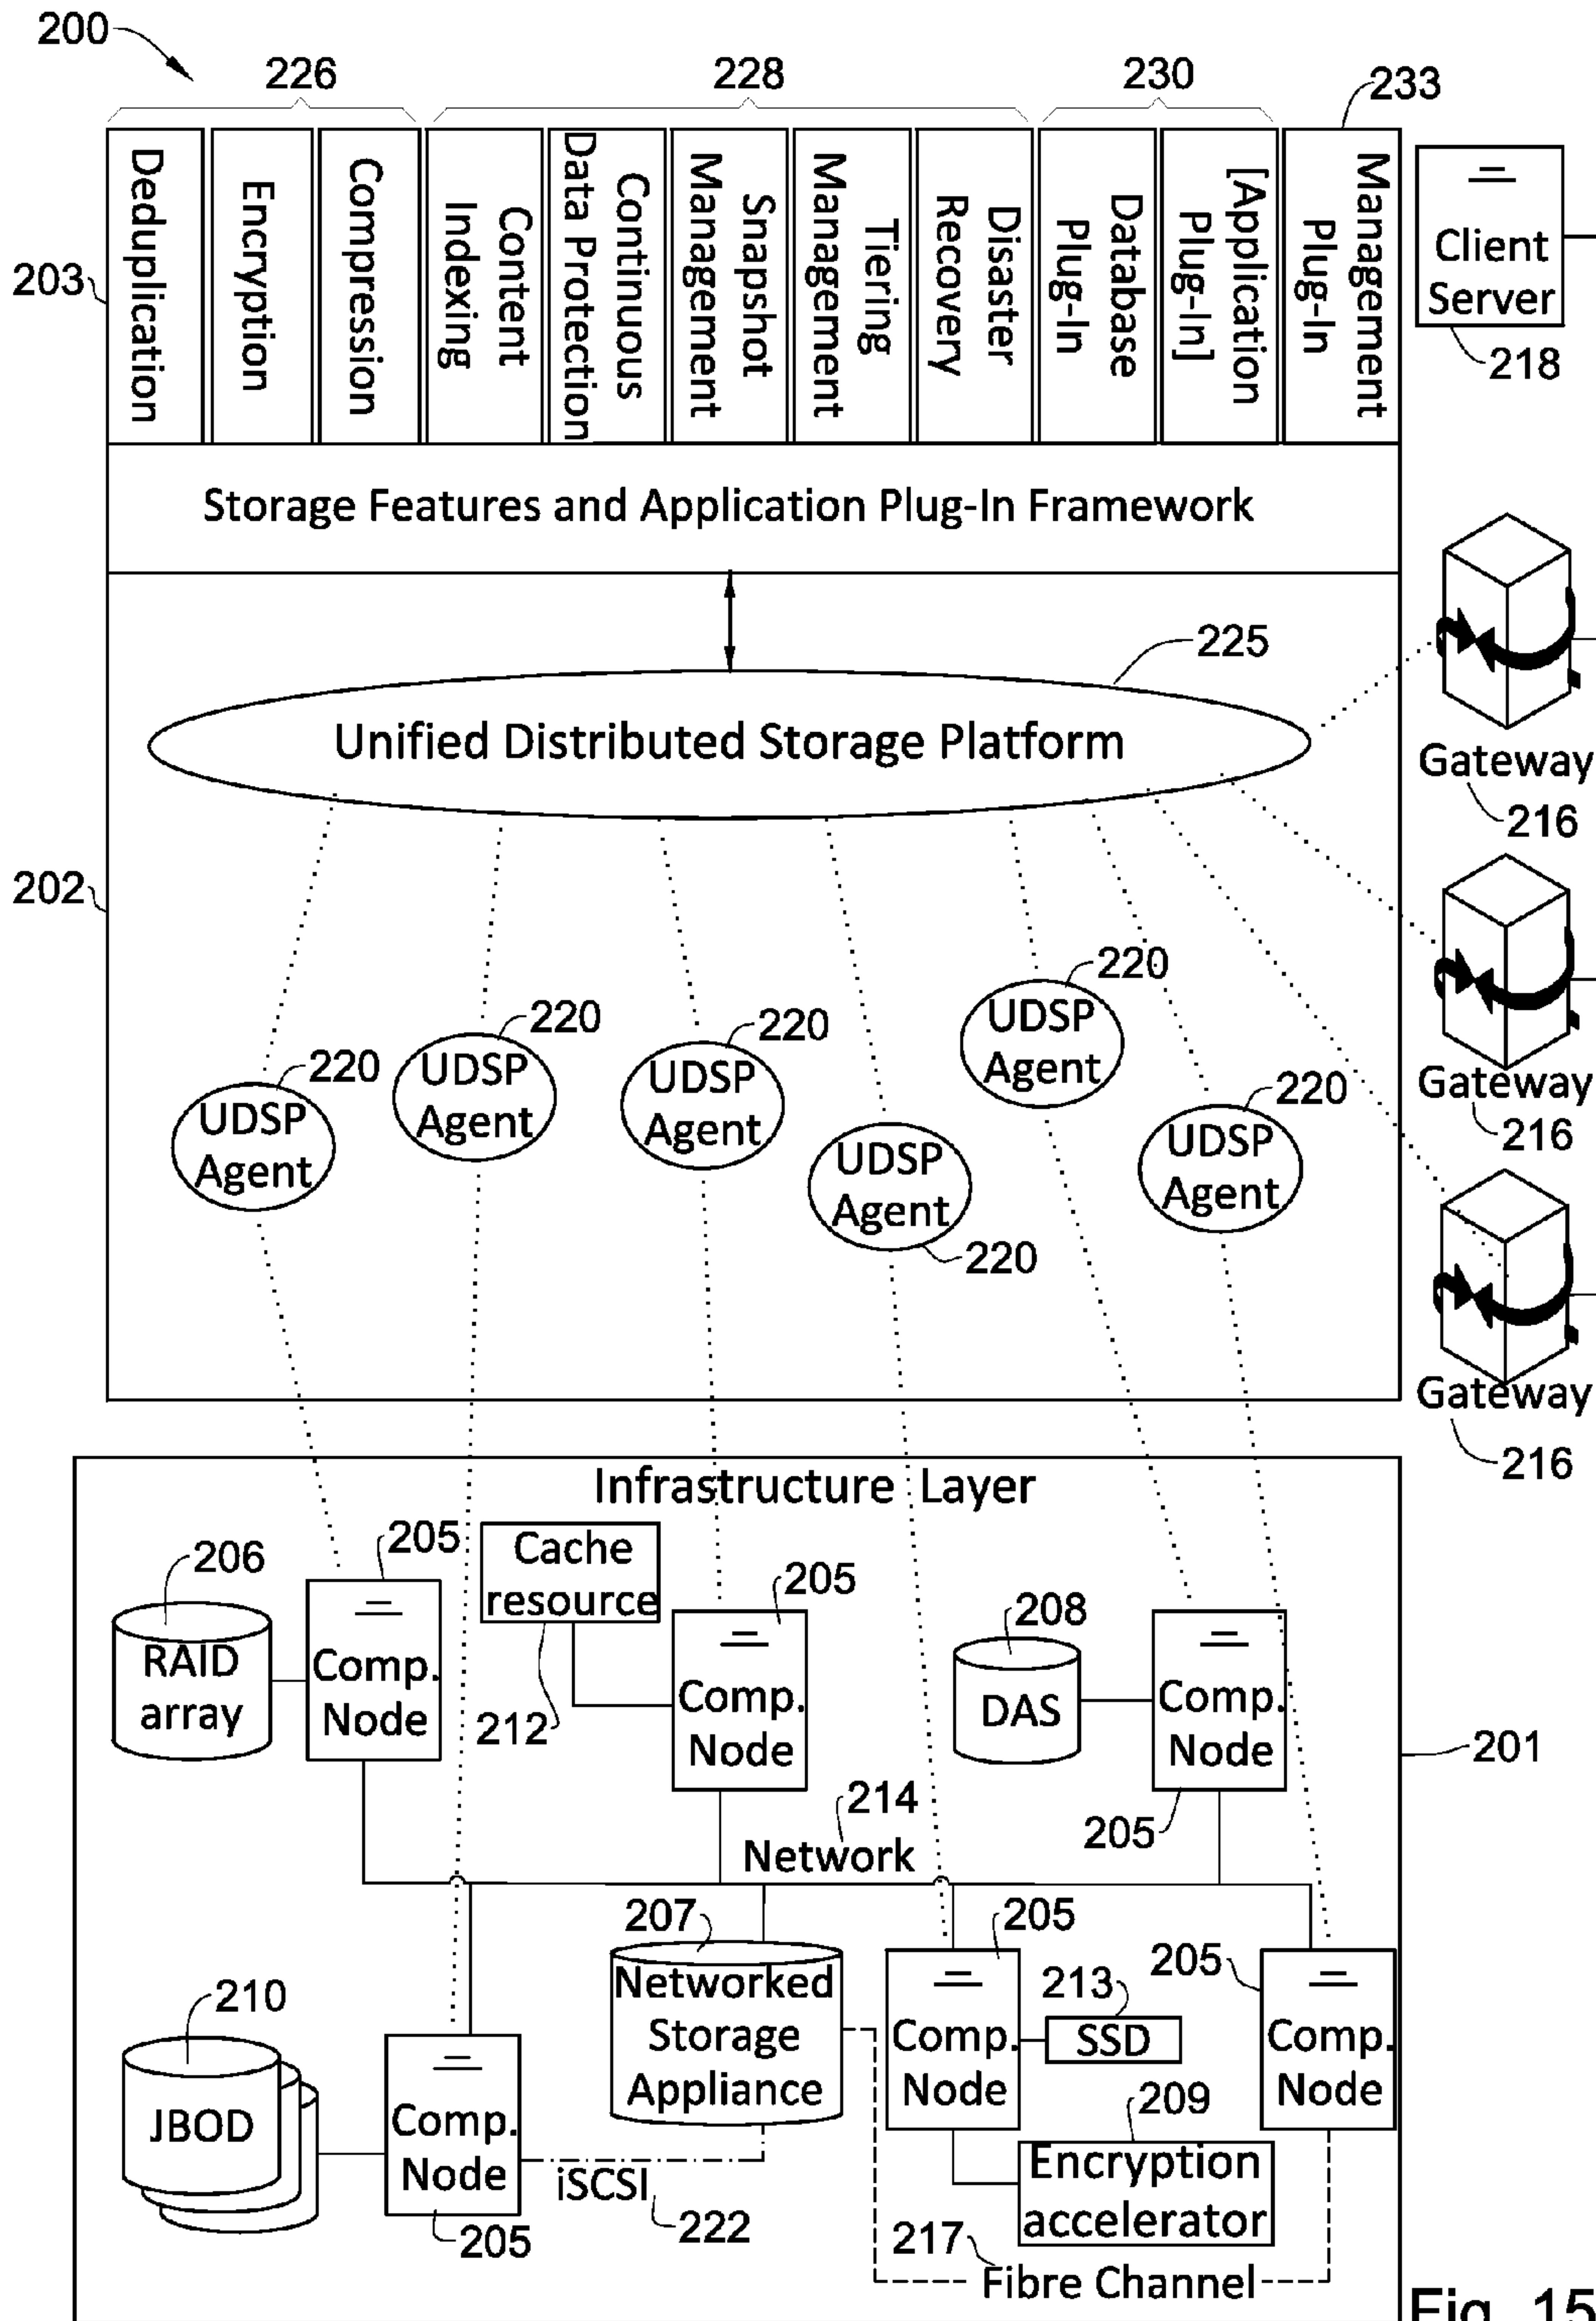 200
226
228
230
233
Deduplication
Encryption
Compression
Content
Indexing
Continuous
Data Protection
Snapshot
Management
Tiering
Management
Disaster
Recovery
Database
Plug-In
[Application
Plug-In]
Management
Plug-In
203
Client
Server
218
Storage Features and Application Plug-In Framework
225
Unified Distributed Storage Platform
Gateway
216
202
220
UDSP
Agent
220
UDSP
Agent
220
UDSP
Agent
220
UDSP
Agent
220
UDSP
Agent
UDSP
Agent
220
Gateway
216
Gateway
216
Infrastructure Layer
206
RAID
array
205
Comp.
Node
Cache
resource
212
205
Comp.
Node
208
DAS
Comp.
Node
205
201
214
Network
210
JBOD
Comp.
Node
205
iSCSI
222
207
Networked
Storage
Appliance
205
Comp.
Node
213
SSD
209
Encryption
accelerator
205
Comp.
Node
217
Fibre Channel
Fig. 15